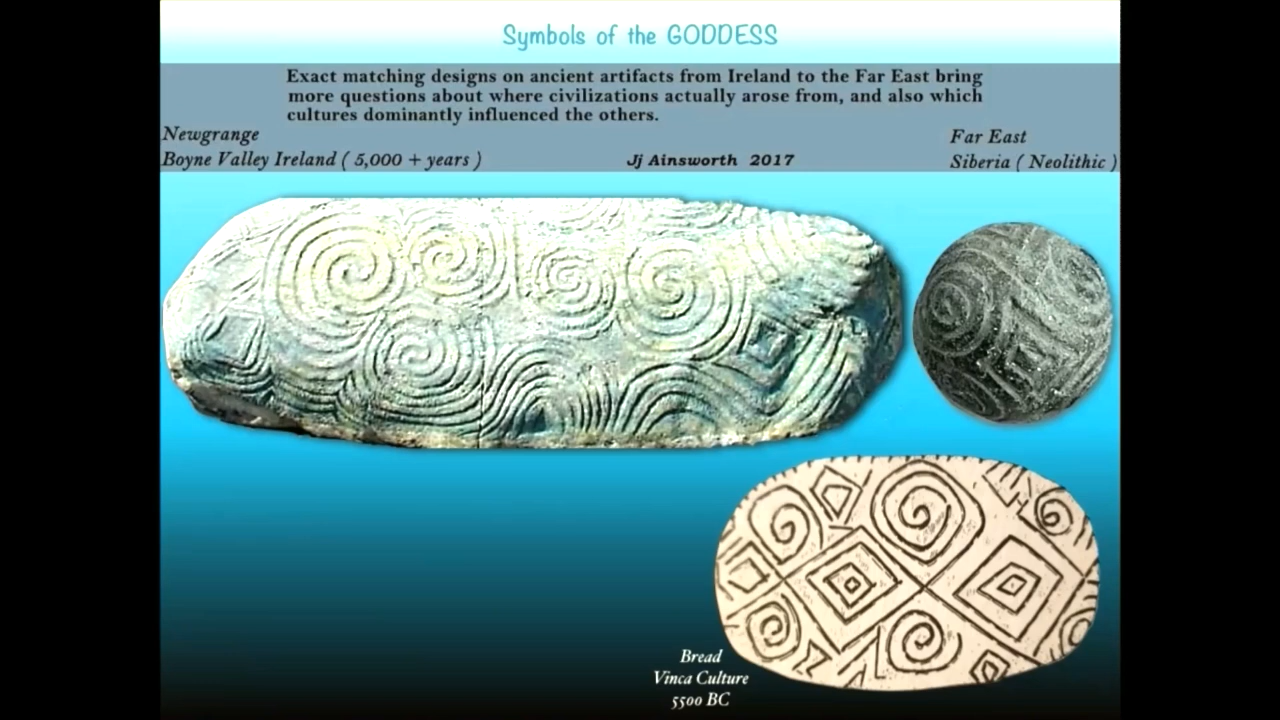 Symbols of the GODDESS
Exact matching designs on ancient artifacts from Ireland to the Far East bring
more questions about where civilizations actually arose from, and also which
cultures dominantly influenced the others.
Newgrange
Boyne Valley Ireland ( 5,000 + years )
Jj Ainsworth 2017
Far East
Siberia ( Neolithic )
Bread
Vinca Culture
5500 BC